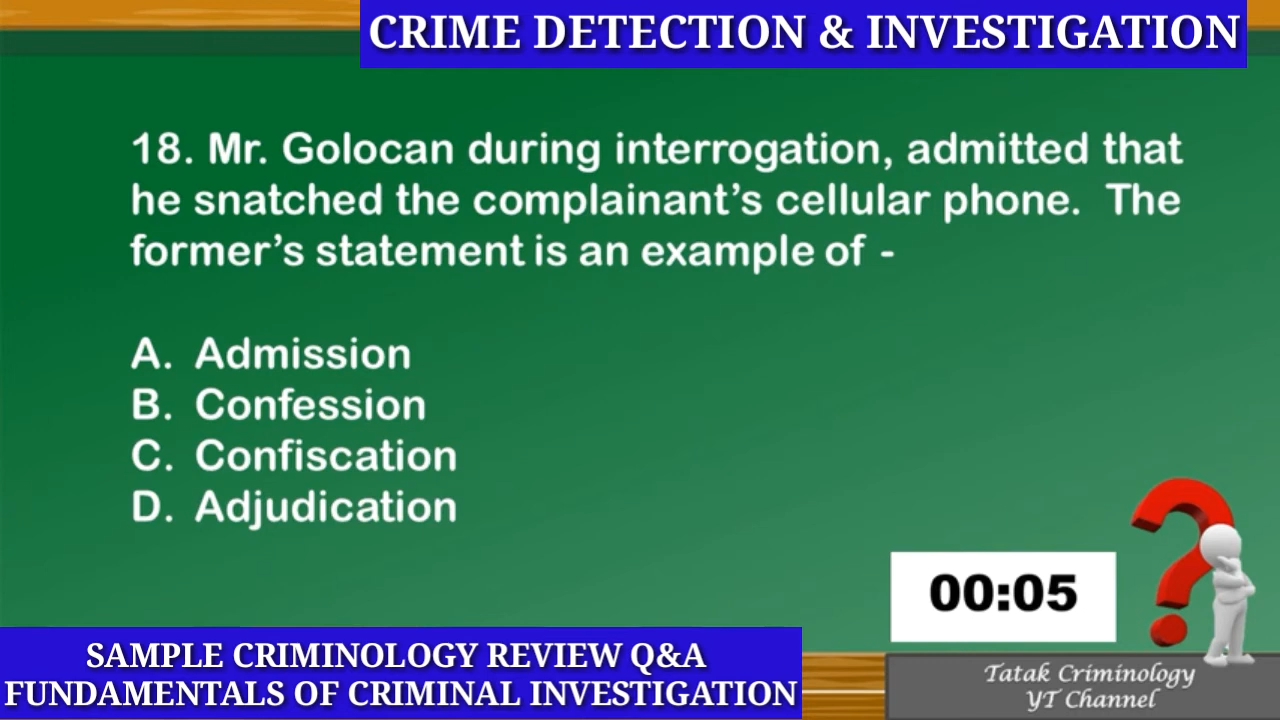 CRIME DETECTION & INVESTIGATION
18. Mr. Golocan during interrogation, admitted that
he snatched the complainant's cellular phone. The
former's statement is an example of -
A. Admission
B. Confession
C. Confiscation
D. Adjudication
00:05
SAMPLE CRIMINOLOGY REVIEW Q&A
FUNDAMENTALS OF CRIMINAL INVESTIGATION
Tatak Criminology
YT Channel